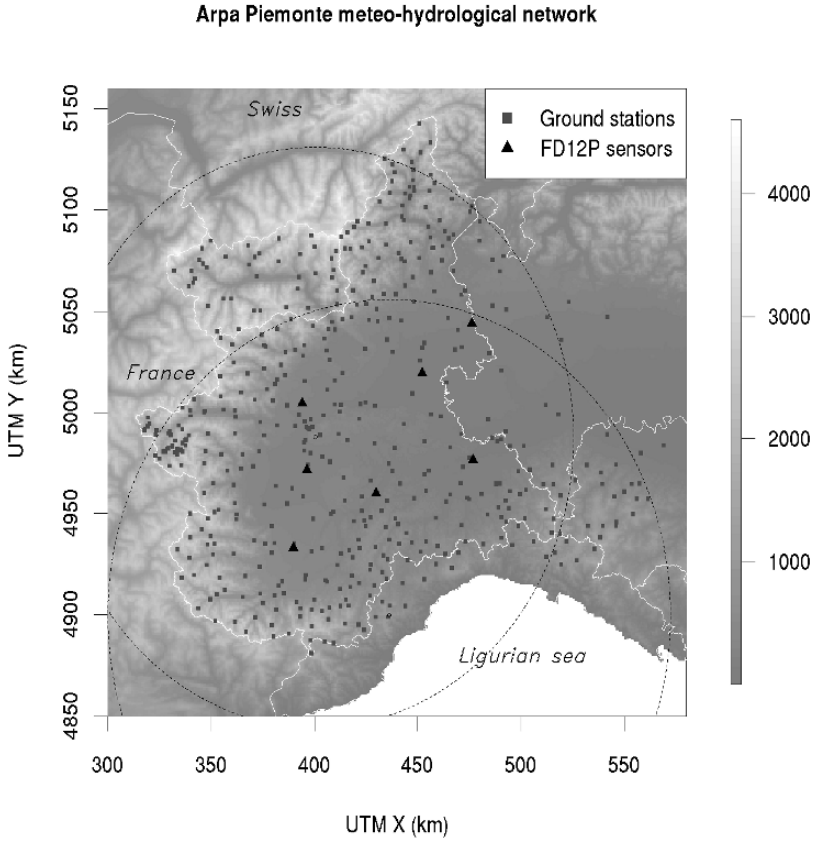 Arpa Piemonte meteo-hydrological network
Swiss
Ground stations
FD12P sensors
France
Ligurian sea
UTM Y (km)
5150
5100
5050
5000
4950
4900
4850
300
350
400
450
500
550
UTM X (km)
4000
3000
2000
1000